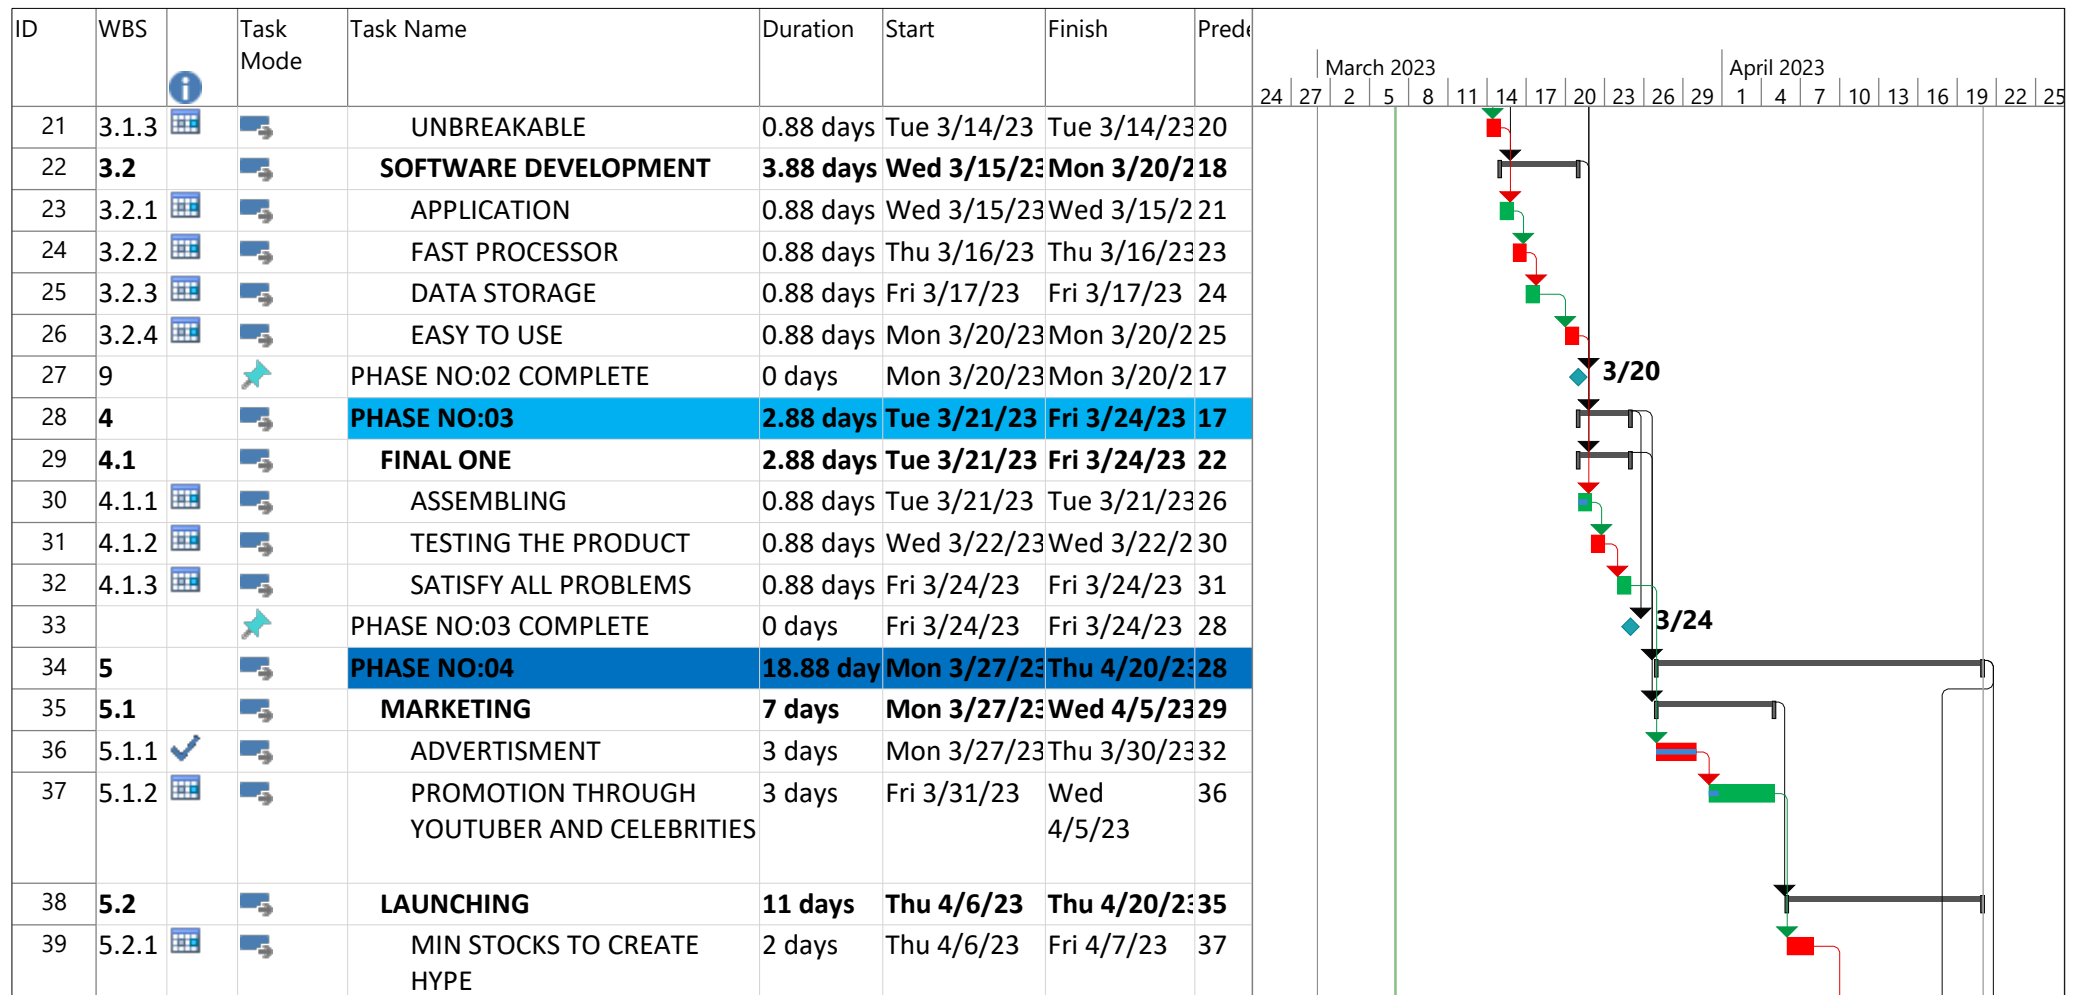 ID WBS Task Mode Task Name Duration Start Finish Prede
March 2023 April 2023
24 27 2 5 8 11 14 17 20 23 26 29 1 4 7 10 13 16 19 22 25
21 3.1.3 UNBREAKABLE 0.88 days Tue 3/14/23 Tue 3/14/23 20
22 3.2 SOFTWARE DEVELOPMENT 3.88 days Wed 3/15/23 Mon 3/20/2 18
23 3.2.1 APPLICATION 0.88 days Wed 3/15/23 Wed 3/15/2 21
24 3.2.2 FAST PROCESSOR 0.88 days Thu 3/16/23 Thu 3/16/23 23
25 3.2.3 DATA STORAGE 0.88 days Fri 3/17/23 Fri 3/17/23 24
26 3.2.4 EASY TO USE 0.88 days Mon 3/20/23 Mon 3/20/2 25
27 9 PHASE NO:02 COMPLETE 0 days Mon 3/20/23 Mon 3/20/2 17 3/20
28 4 PHASE NO:03 2.88 days Tue 3/21/23 Fri 3/24/23 17
29 4.1 FINAL ONE 2.88 days Tue 3/21/23 Fri 3/24/23 22
30 4.1.1 ASSEMBLING 0.88 days Tue 3/21/23 Tue 3/21/23 26
31 4.1.2 TESTING THE PRODUCT 0.88 days Wed 3/22/23 Wed 3/22/2 30
32 4.1.3 SATISFY ALL PROBLEMS 0.88 days Fri 3/24/23 Fri 3/24/23 31
33 PHASE NO:03 COMPLETE 0 days Fri 3/24/23 Fri 3/24/23 28 3/24
34 5 PHASE NO:04 18.88 day Mon 3/27/23 Thu 4/20/23 28
35 5.1 MARKETING 7 days Mon 3/27/23 Wed 4/5/23 29
36 5.1.1 ADVERTISMENT 3 days Mon 3/27/23 Thu 3/30/23 32
37 5.1.2 PROMOTION THROUGH 3 days Fri 3/31/23 Wed 36
YOUTUBER AND CELEBRITIES 4/5/23
38 5.2 LAUNCHING 11 days Thu 4/6/23 Thu 4/20/23 35
39 5.2.1 MIN STOCKS TO CREATE 2 days Thu 4/6/23 Fri 4/7/23 37
HYPE